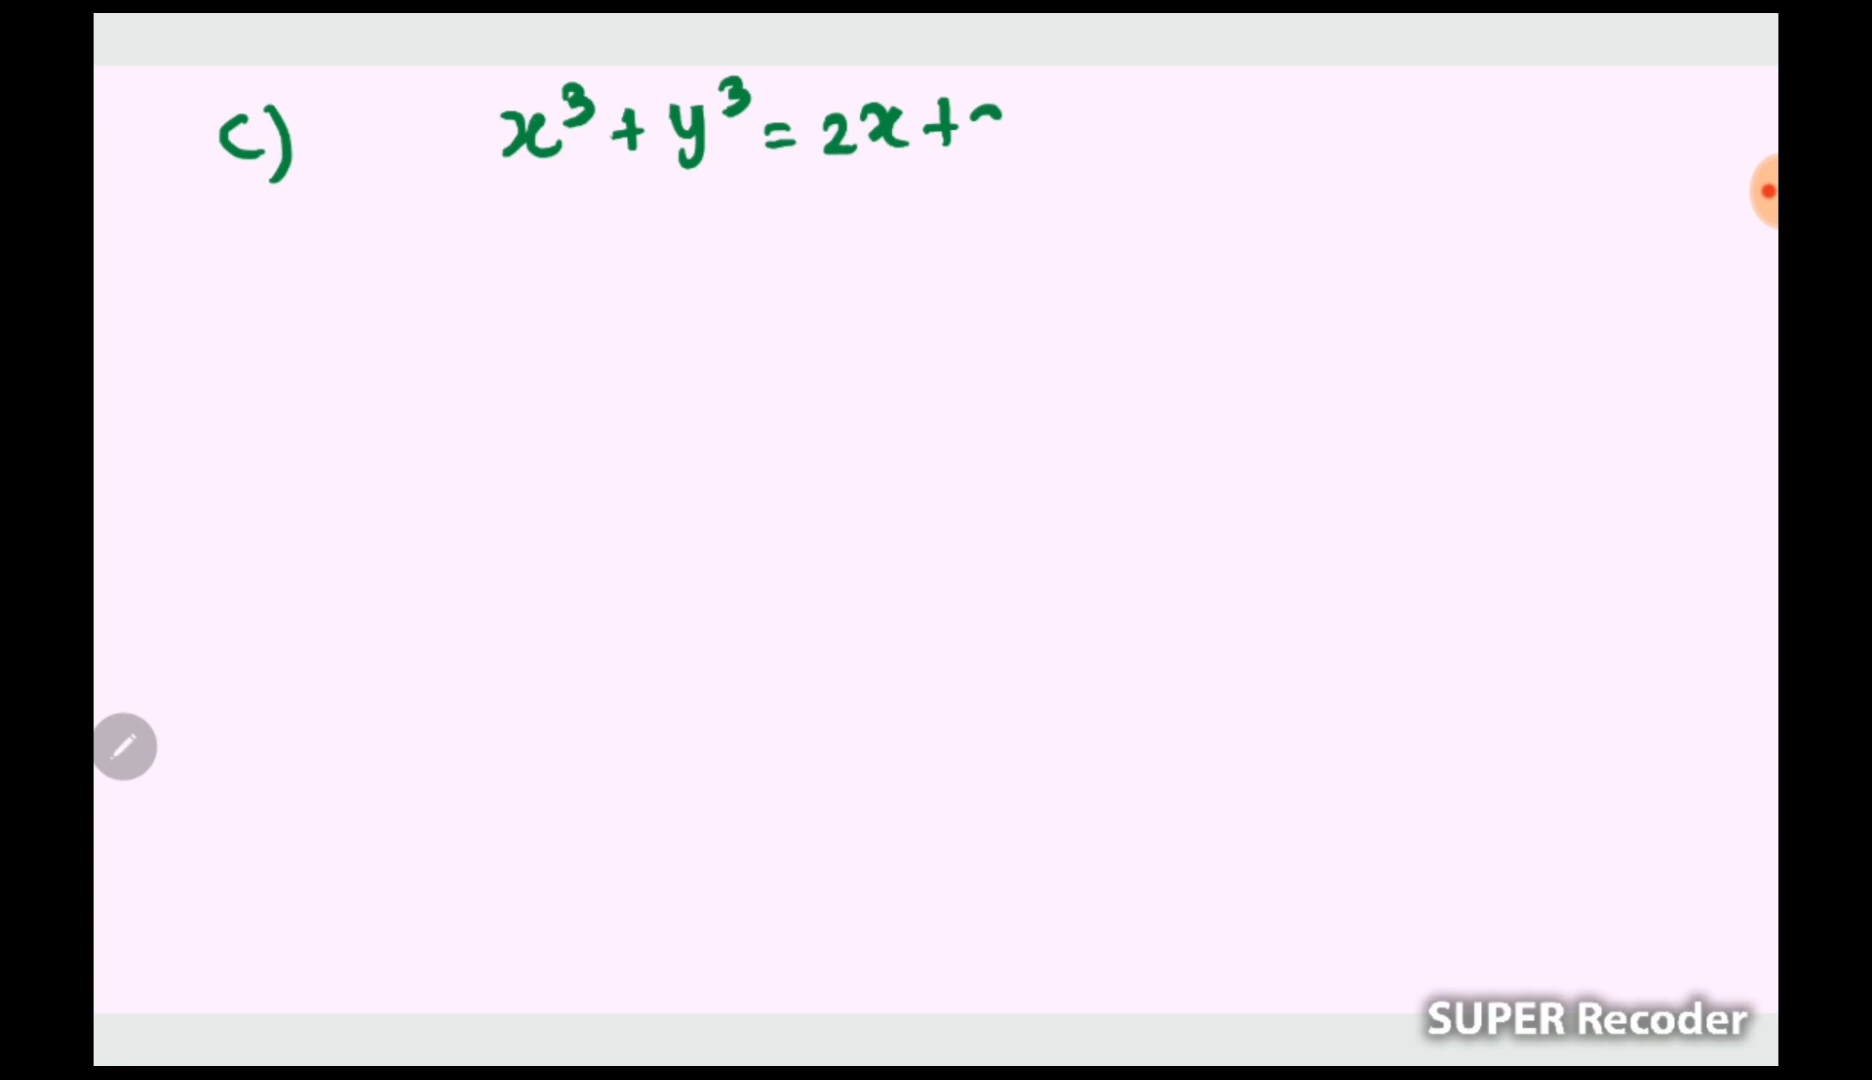 c) x³ + y³ = 2x +
SUPER Recoder